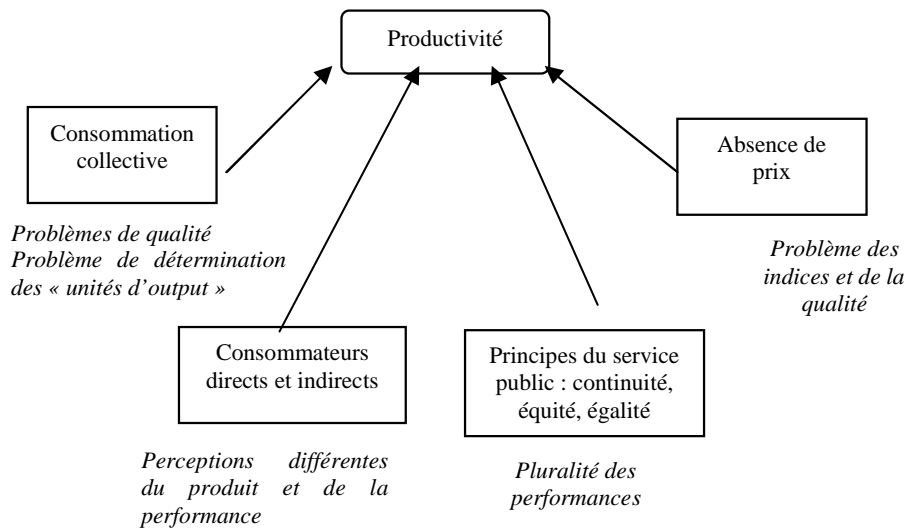 Productivité
Consommation
collective
Absence de
prix
Problèmes de qualité
Problème de détermination
des « unités d'output »
Problème des
indices et de la
qualité
Consommateurs
directs et indirects
Principes du service
public : continuité,
équité, égalité
Perceptions différentes
du produit et de la
performance
Pluralité des
performances